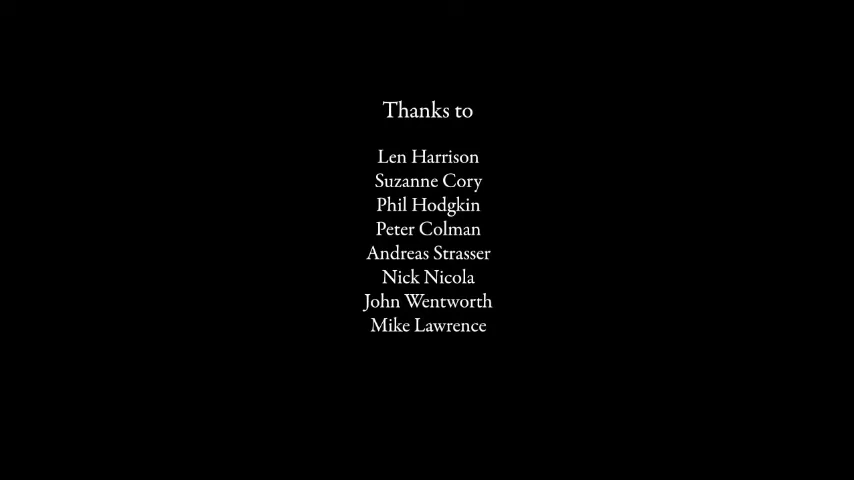 Thanks to
Len Harrison
Suzanne Cory
Phil Hodgkin
Peter Colman
Andreas Strasser
Nick Nicola
John Wentworth
Mike Lawrence